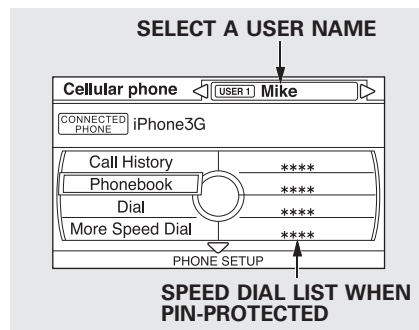 SELECT A USER NAME
Cellular phone USER 1 Mike
CONNECTED PHONE iPhone3G
Call History ****
Phonebook ****
Dial ****
More Speed Dial ****
PHONE SETUP
SPEED DIAL LIST WHEN
PIN-PROTECTED